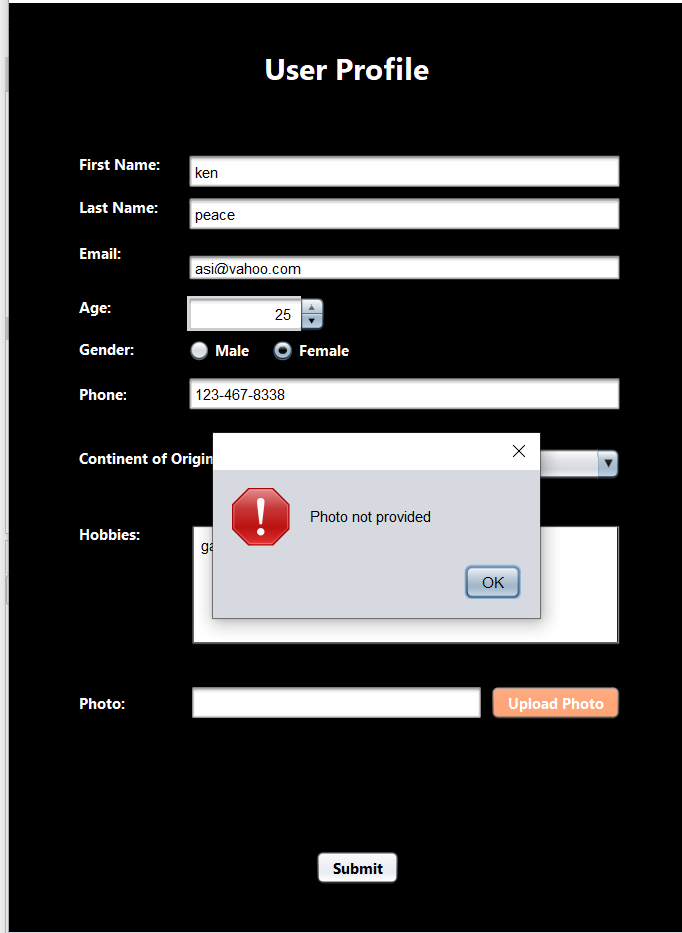 User Profile
First Name: ken
Last Name: peace
Email: asi@vahoo.com
Age: 25
Gender: Male Female
Phone: 123-467-8338
Continent of Origin
Photo not provided
Hobbies:
OK
Photo: Upload Photo
Submit